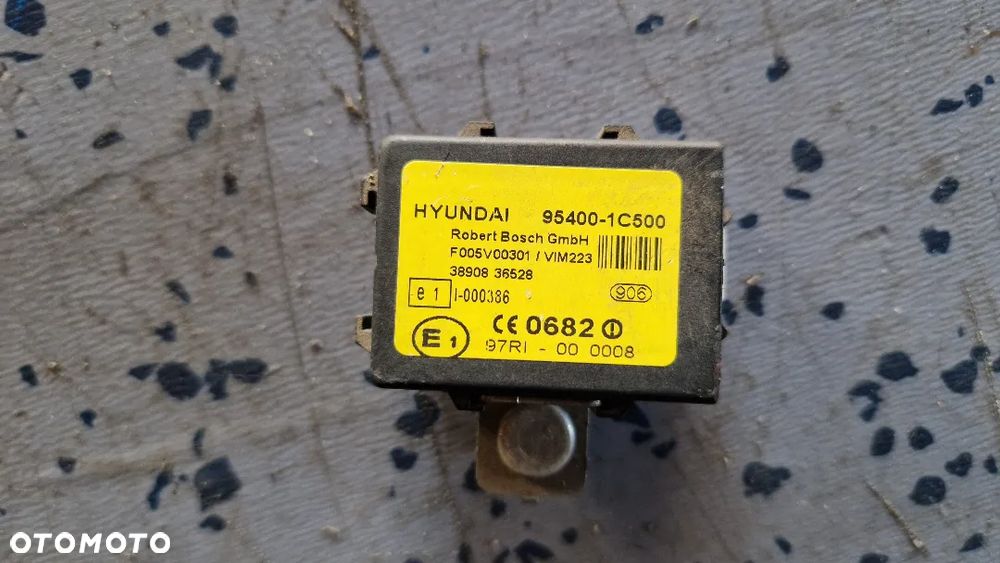 HYUNDAI 95400-1C500
Robert Bosch GmbH
F005V00301 / VIM223
38908 36528
e 1 I-000386 906
CE 0682
E1 97RI - 00 0008
OTOMOTO